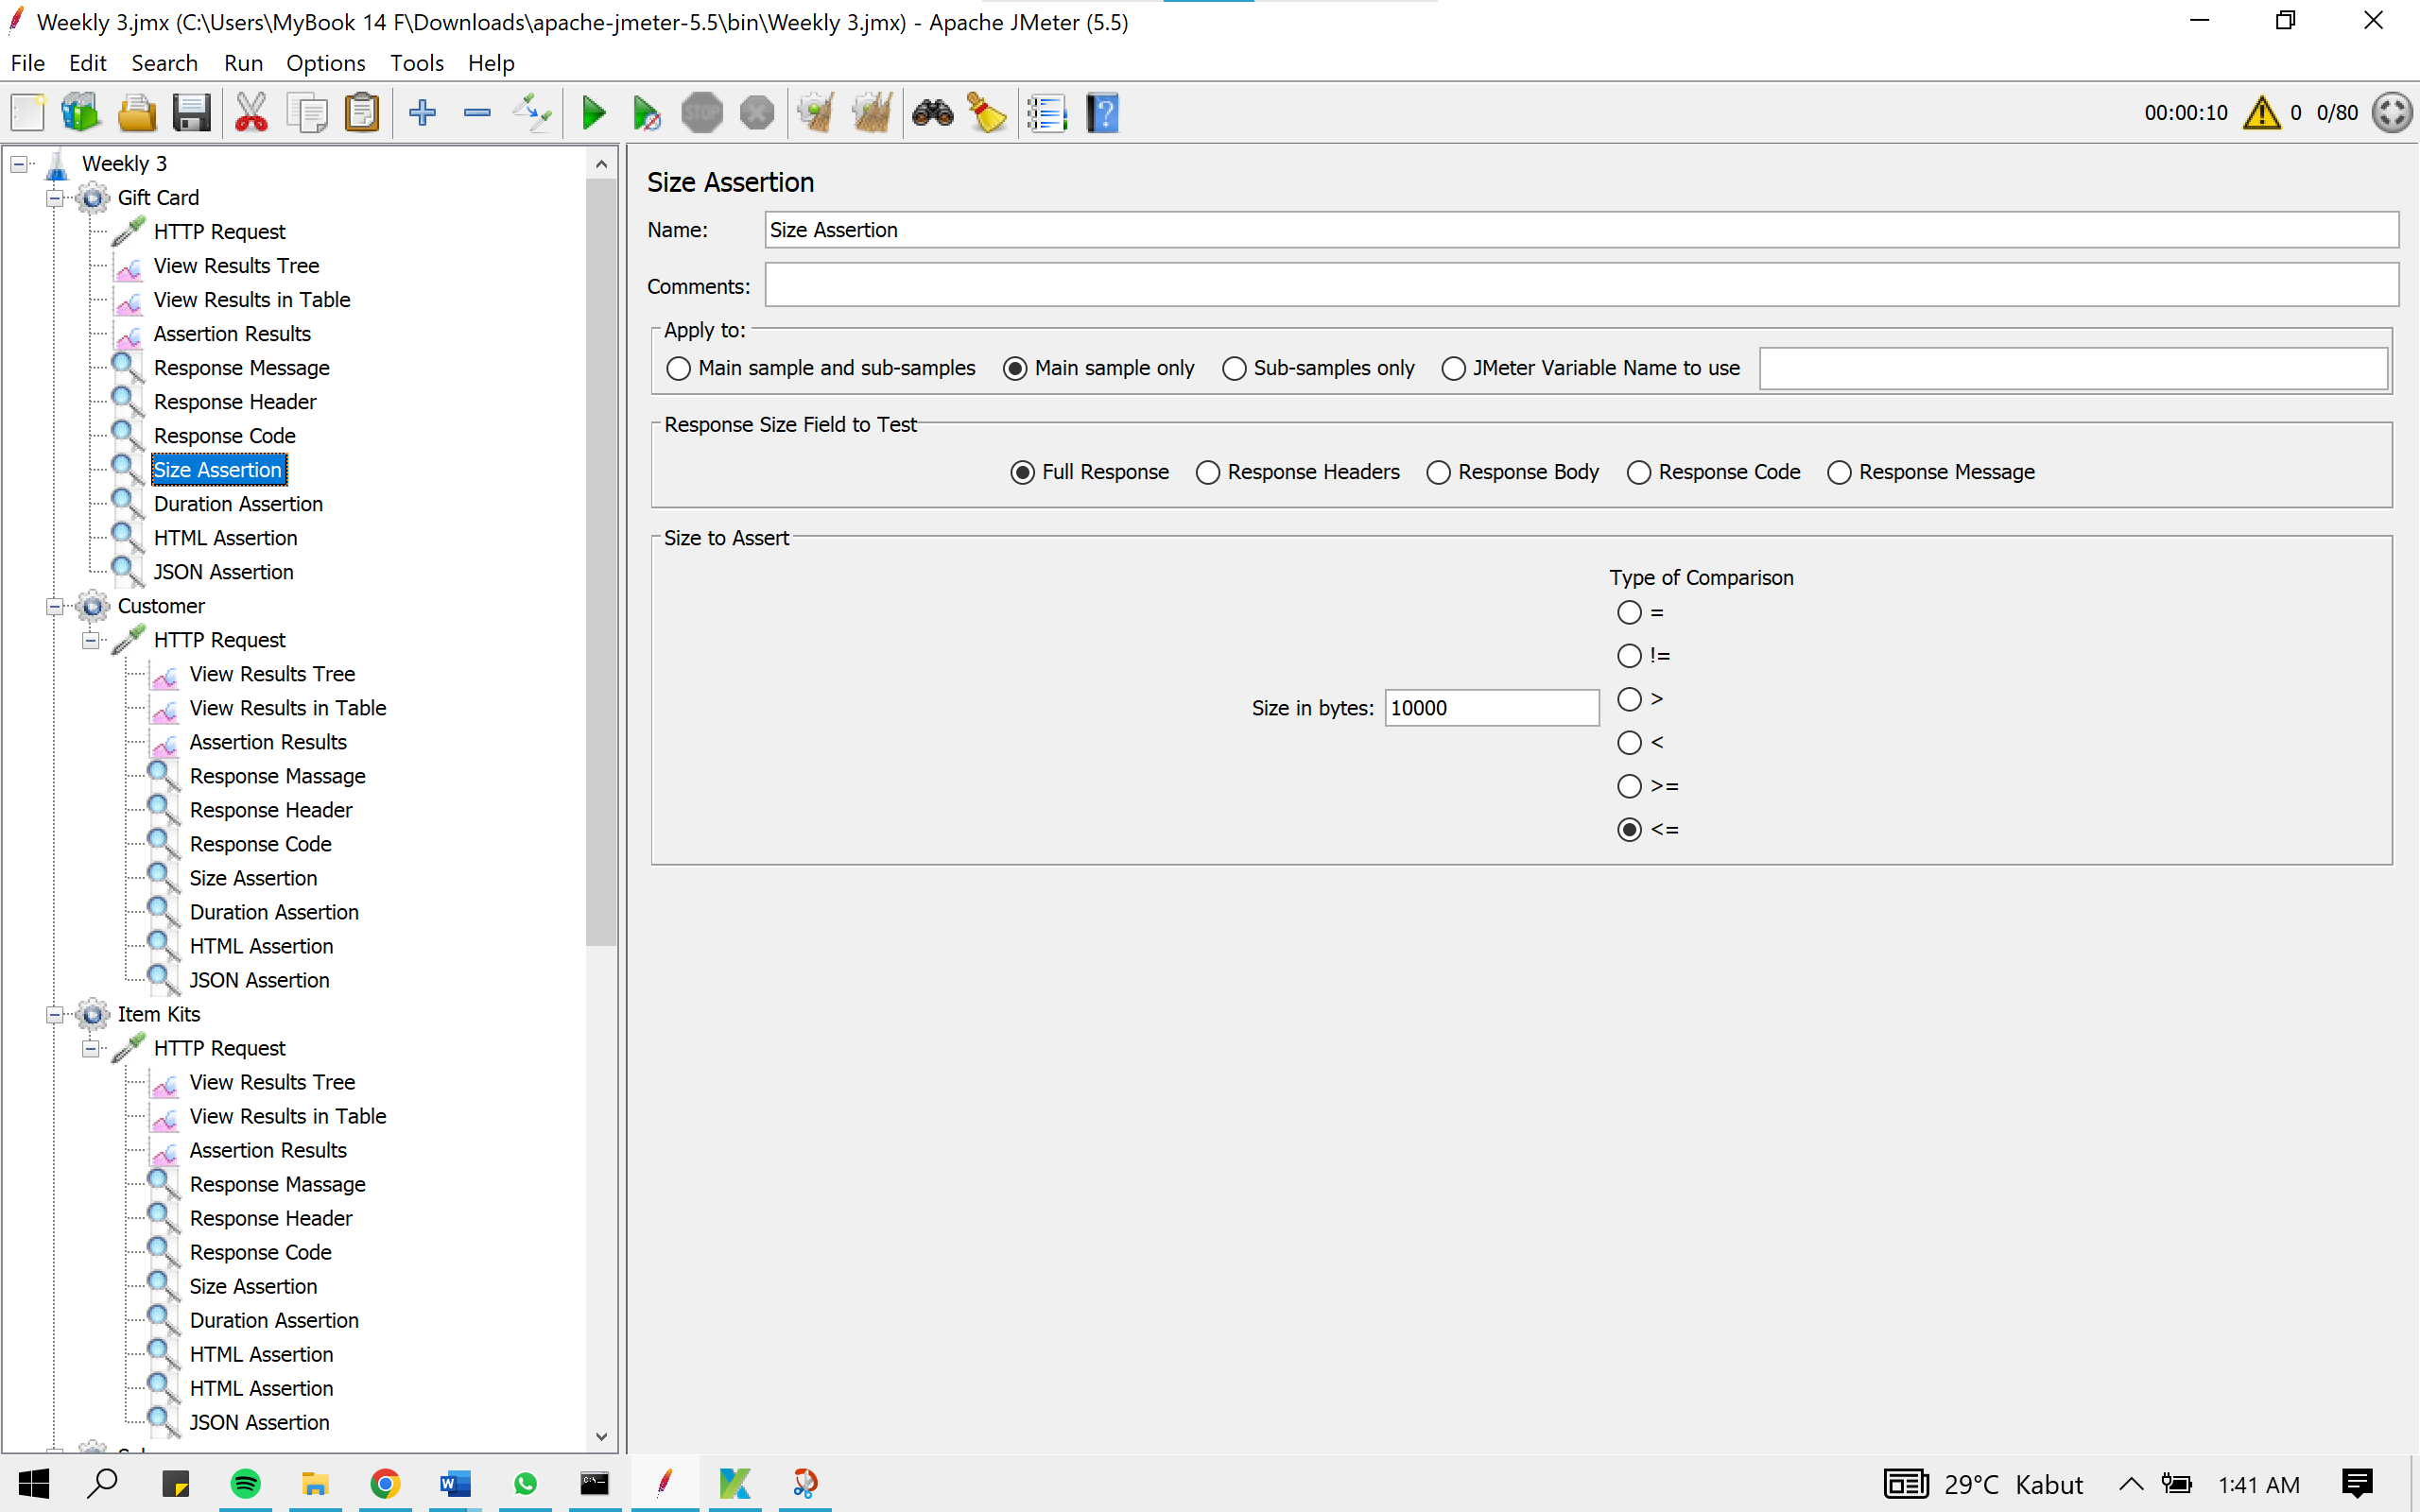 Weekly 3.jmx (C:\Users\MyBook 14 F\Downloads\apache-jmeter-5.5\bin\Weekly 3.jmx) - Apache JMeter (5.5)
File Edit Search Run Options Tools Help
STOP 00:00:10 0 0/80
Weekly 3
Gift Card
HTTP Request
View Results Tree
View Results in Table
Assertion Results
Response Message
Response Header
Response Code
Size Assertion
Duration Assertion
HTML Assertion
JSON Assertion
Customer
HTTP Request
View Results Tree
View Results in Table
Assertion Results
Response Massage
Response Header
Response Code
Size Assertion
Duration Assertion
HTML Assertion
JSON Assertion
Item Kits
HTTP Request
View Results Tree
View Results in Table
Assertion Results
Response Massage
Response Header
Response Code
Size Assertion
Duration Assertion
HTML Assertion
HTML Assertion
JSON Assertion
Size Assertion
Name: Size Assertion
Comments:
Apply to:
Main sample and sub-samples Main sample only Sub-samples only JMeter Variable Name to use
Response Size Field to Test
Full Response Response Headers Response Body Response Code Response Message
Size to Assert
Type of Comparison
=
!=
Size in bytes: 10000 >
<
>=
<=
29°C Kabut 1:41 AM